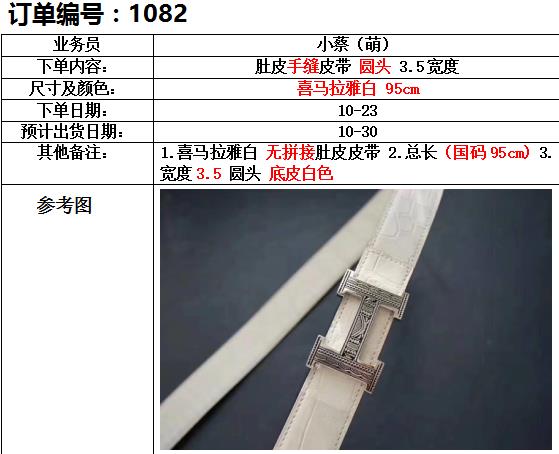 订单编号：1082
业务员 小蔡（萌）
下单内容： 肚皮手缝皮带 圆头 3.5宽度
尺寸及颜色： 喜马拉雅白 95cm
下单日期： 10-23
预计出货日期： 10-30
其他备注： 1.喜马拉雅白 无拼接肚皮皮带 2.总长（国码95cm）3.
宽度3.5 圆头 底皮白色
参考图